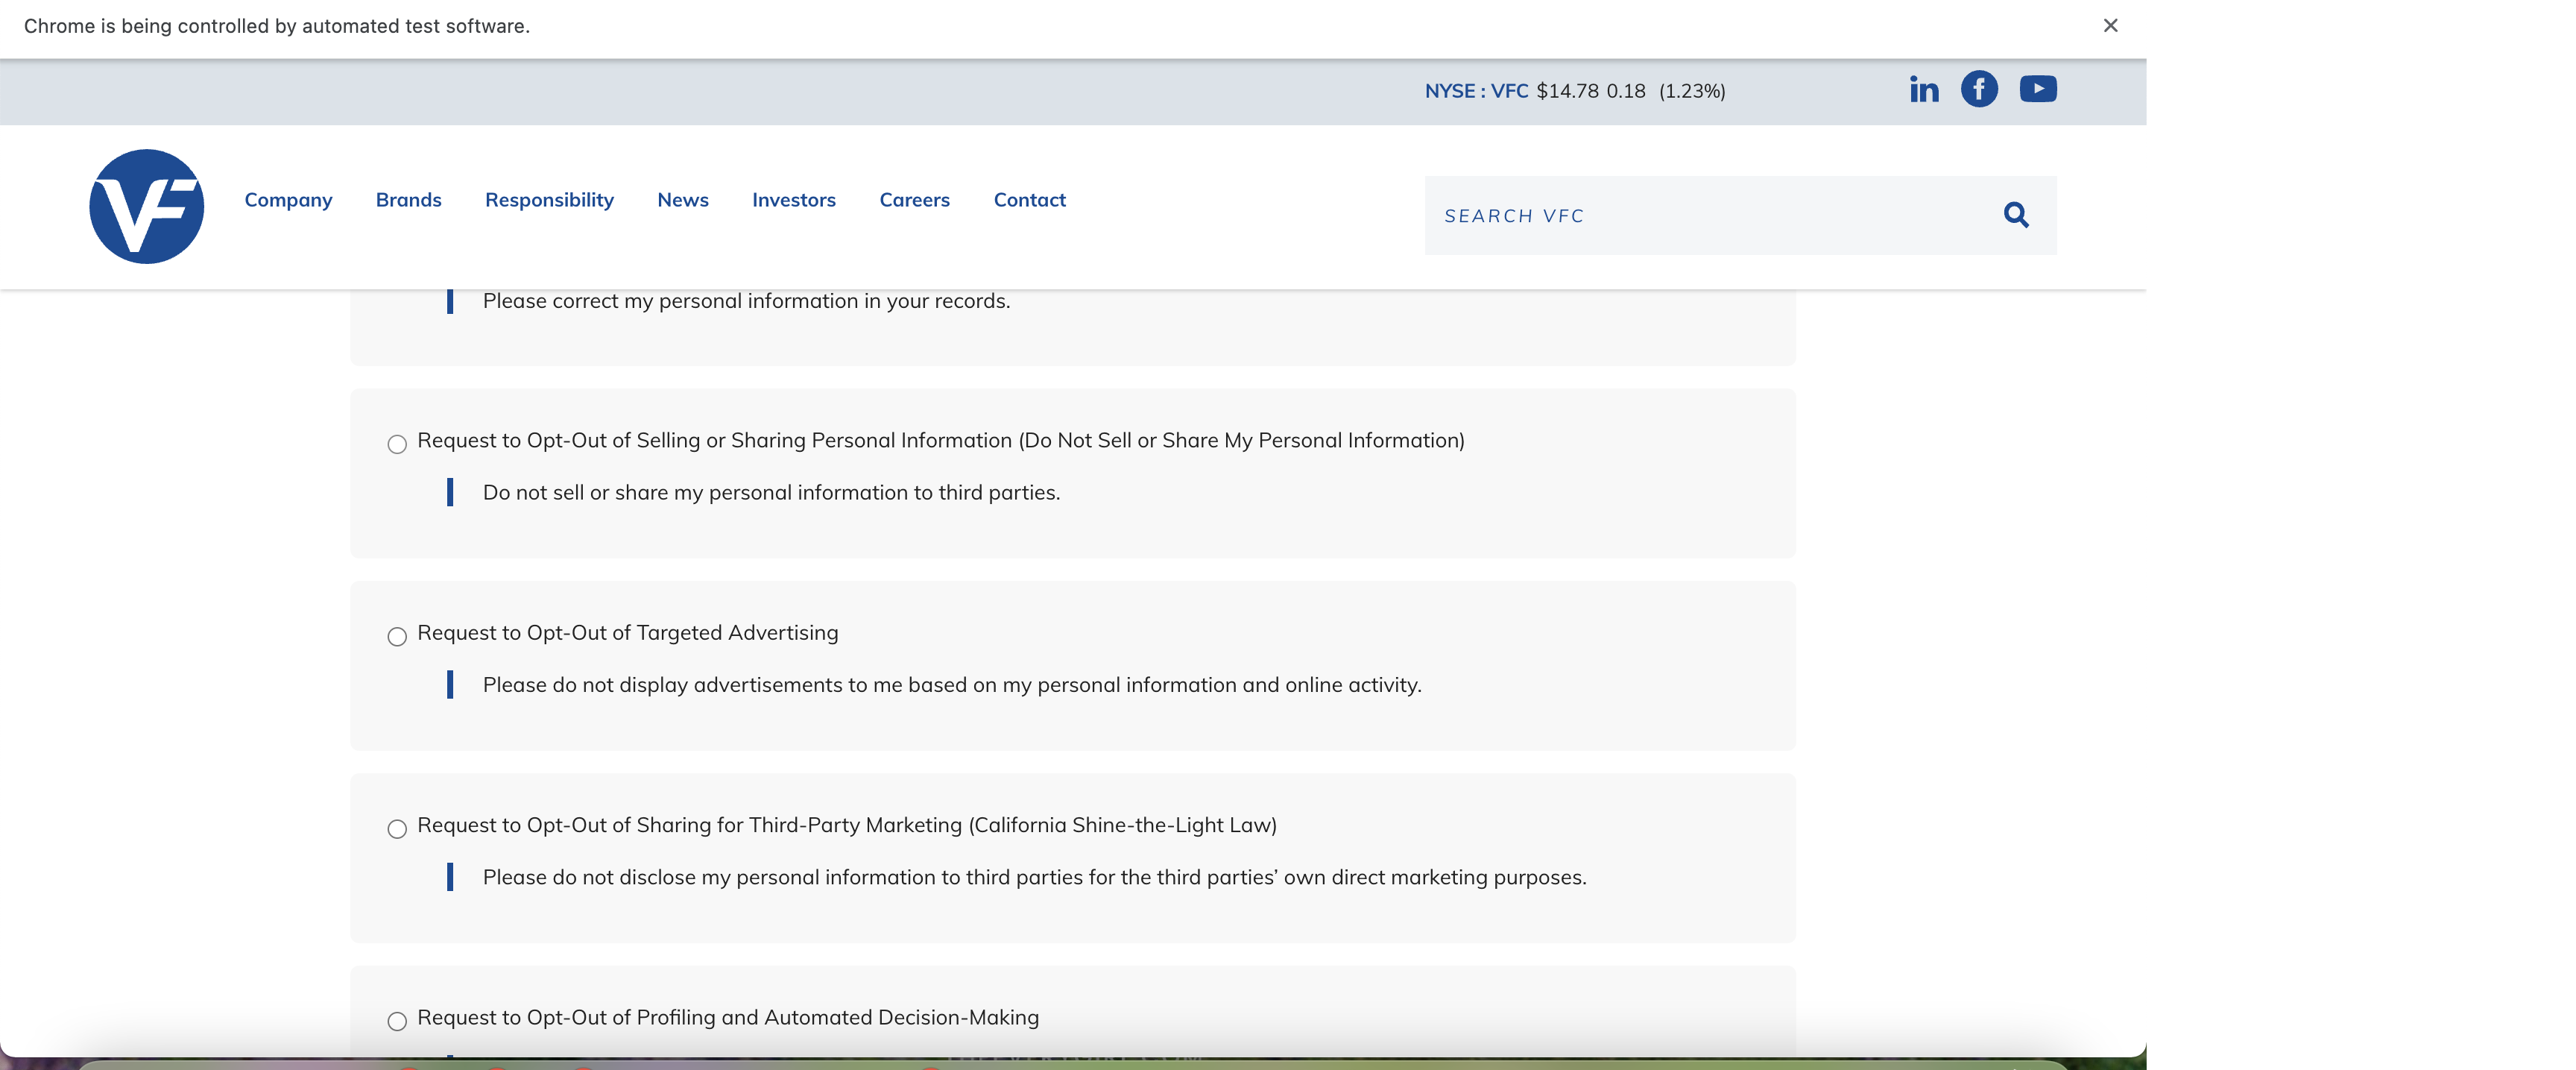 Chrome is being controlled by automated test software.
NYSE : VFC $14.78 0.18 (1.23%)
VF Company Brands Responsibility News Investors Careers Contact
SEARCH VFC
Please correct my personal information in your records.
Request to Opt-Out of Selling or Sharing Personal Information (Do Not Sell or Share My Personal Information)
Do not sell or share my personal information to third parties.
Request to Opt-Out of Targeted Advertising
Please do not display advertisements to me based on my personal information and online activity.
Request to Opt-Out of Sharing for Third-Party Marketing (California Shine-the-Light Law)
Please do not disclose my personal information to third parties for the third parties’ own direct marketing purposes.
Request to Opt-Out of Profiling and Automated Decision-Making